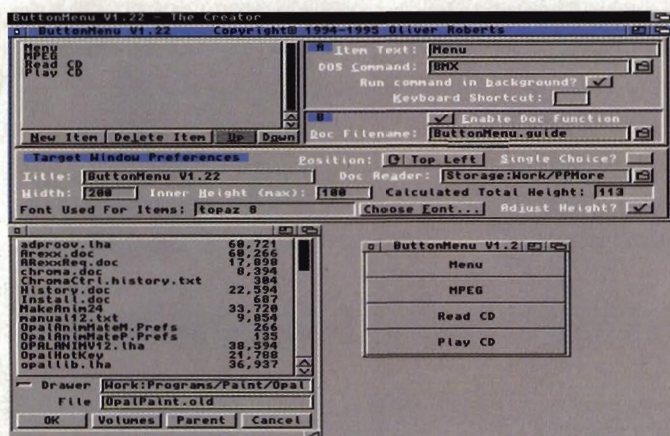 ButtonMenu V1.22 - The Creator
ButtonMenu V1.22 Copyright© 1994-1995 Oliver Roberts
Menu
MPEG
Read CD
Play CD
New Item Delete Item Up Down
A Item Text: Menu
DOS Command: BMX
Run command in background?
Keyboard Shortcut:
B Enable Doc Function
Doc Filename: ButtonMenu.guide
Target Window Preferences Position: Top Left Single Choice?
Title: ButtonMenu V1.22 Doc Reader: Storage:Work/PPMore
Width: 200 Inner Height (max): 100 Calculated Total Height: 113
Font Used For Items: topaz 8 Choose Font... Adjust Height?
adproov.lha 60,721
Arexx.doc 60,266
ARexxReq.doc 17,898
chroma.doc 8,394
ChromaCtrl.history.txt 304
History.doc 22,594
Install.doc 687
MakeAnim24 33,720
manual12.txt 9,854
OpalAnimMateM.Prefs 266
OpalAnimMateP.Prefs 135
OPALANIMV12.lha 38,594
OpalHotKey 21,788
opallib.lha 36,937
Drawer Work:Programs/Paint/Opal
File OpalPaint.old
OK Volumes Parent Cancel
ButtonMenu V1.2
Menu
MPEG
Read CD
Play CD